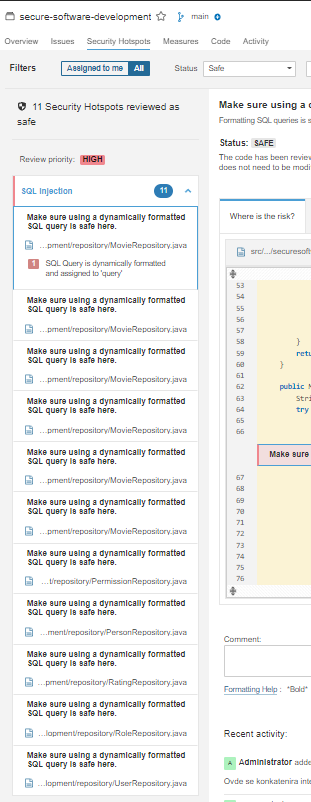 secure-software-development main
Overview Issues Security Hotspots Measures Code Activity
Filters Assigned to me All Status Safe
11 Security Hotspots reviewed as
safe
Review priority: HIGH
SQL Injection 11
Make sure using a dynamically formatted
SQL query is safe here.
...pment/repository/MovieRepository.java
1 SQL Query is dynamically formatted
and assigned to 'query'
Make sure using a dynamically formatted
SQL query is safe here.
...pment/repository/MovieRepository.java
Make sure using a dynamically formatted
SQL query is safe here.
...pment/repository/MovieRepository.java
Make sure using a dynamically formatted
SQL query is safe here.
...pment/repository/MovieRepository.java
Make sure using a dynamically formatted
SQL query is safe here.
...pment/repository/MovieRepository.java
Make sure using a dynamically formatted
SQL query is safe here.
...pment/repository/MovieRepository.java
Make sure using a dynamically formatted
SQL query is safe here.
...t/repository/PermissionRepository.java
Make sure using a dynamically formatted
SQL query is safe here.
...ment/repository/PersonRepository.java
Make sure using a dynamically formatted
SQL query is safe here.
...pment/repository/RatingRepository.java
Make sure using a dynamically formatted
SQL query is safe here.
...lopment/repository/RoleRepository.java
Make sure using a dynamically formatted
SQL query is safe here.
...lopment/repository/UserRepository.java
Make sure using a
Formatting SQL queries is s
Status: SAFE
The code has been review
does not need to be modi
Where is the risk?
src/.../securesoft
53
54
55
56
57
58 }
59 retu
60 }
61
62 public
63 Stri
64 try
65
66
Make sure
67
68
69
70
71
72
73
74
75
76
Comment:
Formatting Help : *Bold*
Recent activity:
A Administrator adde
Ovde se konkatenira inte